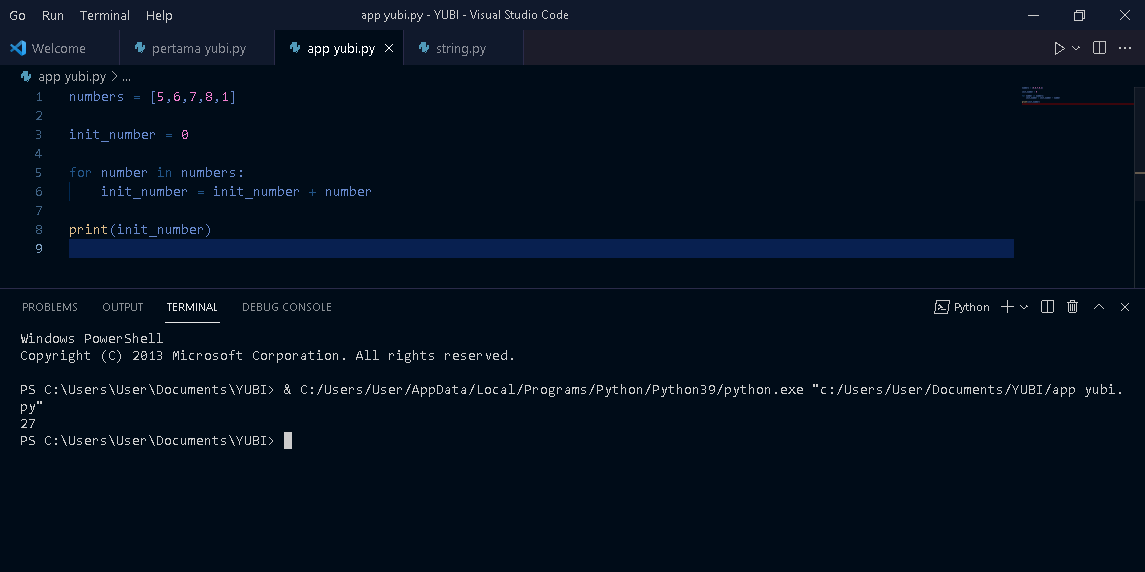 Go Run Terminal Help app yubi.py - YUBI - Visual Studio Code
Welcome pertama yubi.py app yubi.py string.py
app yubi.py > ...
1 numbers = [5,6,7,8,1]
2
3 init_number = 0
4
5 for number in numbers:
6 init_number = init_number + number
7
8 print(init_number)
9
PROBLEMS OUTPUT TERMINAL DEBUG CONSOLE Python
Windows PowerShell
Copyright (C) 2013 Microsoft Corporation. All rights reserved.
PS C:\Users\User\Documents\YUBI> & C:/Users/User/AppData/Local/Programs/Python/Python39/python.exe "c:/Users/User/Documents/YUBI/app yubi.
py"
27
PS C:\Users\User\Documents\YUBI>